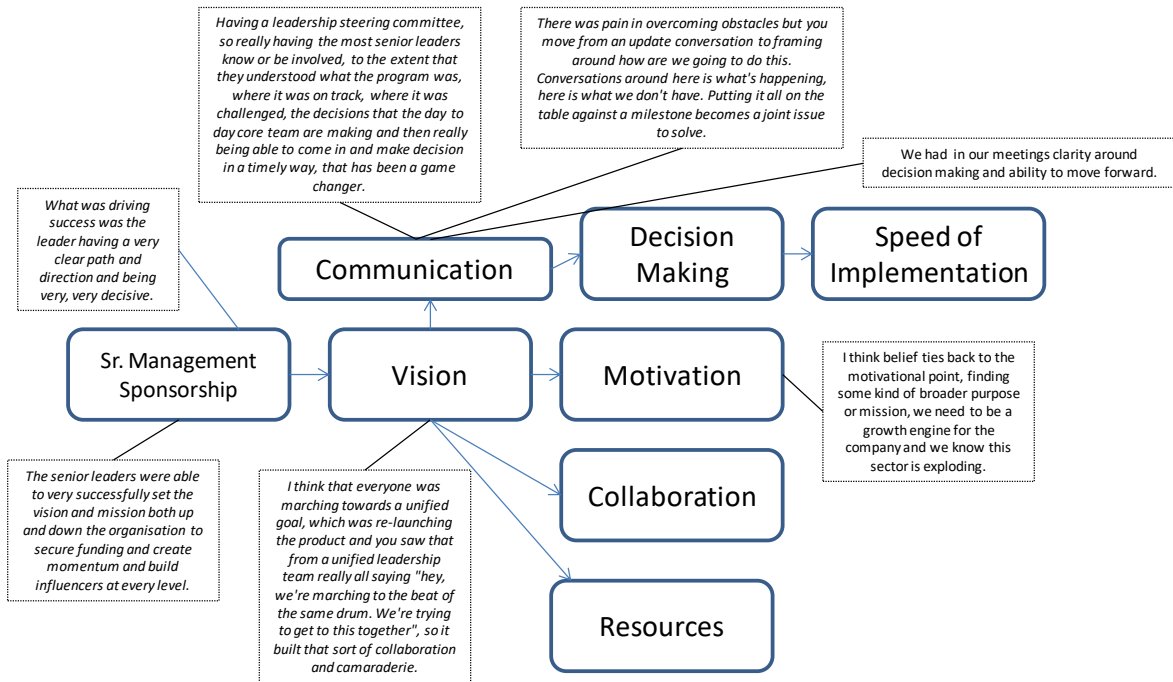 Having a leadership steering committee,
so really having the most senior leaders
know or be involved, to the extent that
they understood what the program was,
where it was on track, where it was
challenged, the decisions that the day to
day core team are making and then really
being able to come in and make decision
in a timely way, that has been a game
changer.
There was pain in overcoming obstacles but you
move from an update conversation to framing
around how are we going to do this.
Conversations around here is what's happening,
here is what we don't have. Putting it all on the
table against a milestone becomes a joint issue
to solve.
We had in our meetings clarity around
decision making and ability to move forward.
What was driving
success was the
leader having a very
clear path and
direction and being
very, very decisive.
Communication
Decision
Making
Speed of
Implementation
Sr. Management
Sponsorship
Vision
Motivation
I think belief ties back to the
motivational point, finding
some kind of broader purpose
or mission, we need to be a
growth engine for the
company and we know this
sector is exploding.
The senior leaders were able
to very successfully set the
vision and mission both up
and down the organisation to
secure funding and create
momentum and build
influencers at every level.
I think that everyone was
marching towards a unified
goal, which was re-launching
the product and you saw that
from a unified leadership
team really all saying "hey,
we're marching to the beat
of the same drum. We're trying
to get to this together", so it
built that sort of collaboration
and camaraderie.
Collaboration
Resources